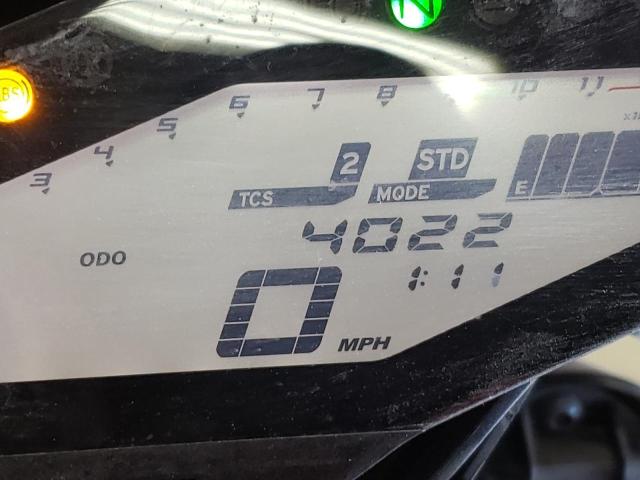 N
ABS
3 4 5 6 7 8 10 11
2 STD
TCS MODE E
4022
ODO
1:11
0 MPH